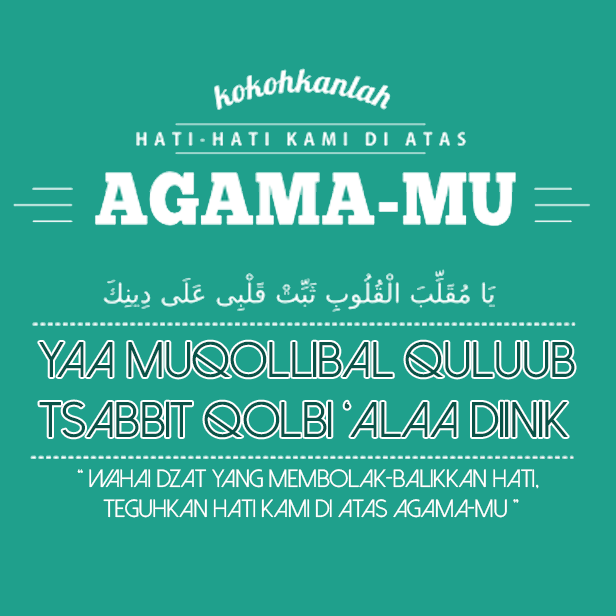 kokohkanlah
HATI-HATI KAMI DI ATAS
AGAMA-MU
يَا مُقَلِّبَ الْقُلُوبِ ثَبِّتْ قَلْبِى عَلَى دِينِكَ
YAA MUQOLLIBAL QULUUB
TSABBIT QOLBI ‘ALAA DIINIK
“ WAHAI DZAT YANG MEMBOLAK-BALIKKAN HATI,
TEGUHKAN HATI KAMI DI ATAS AGAMA-MU ”